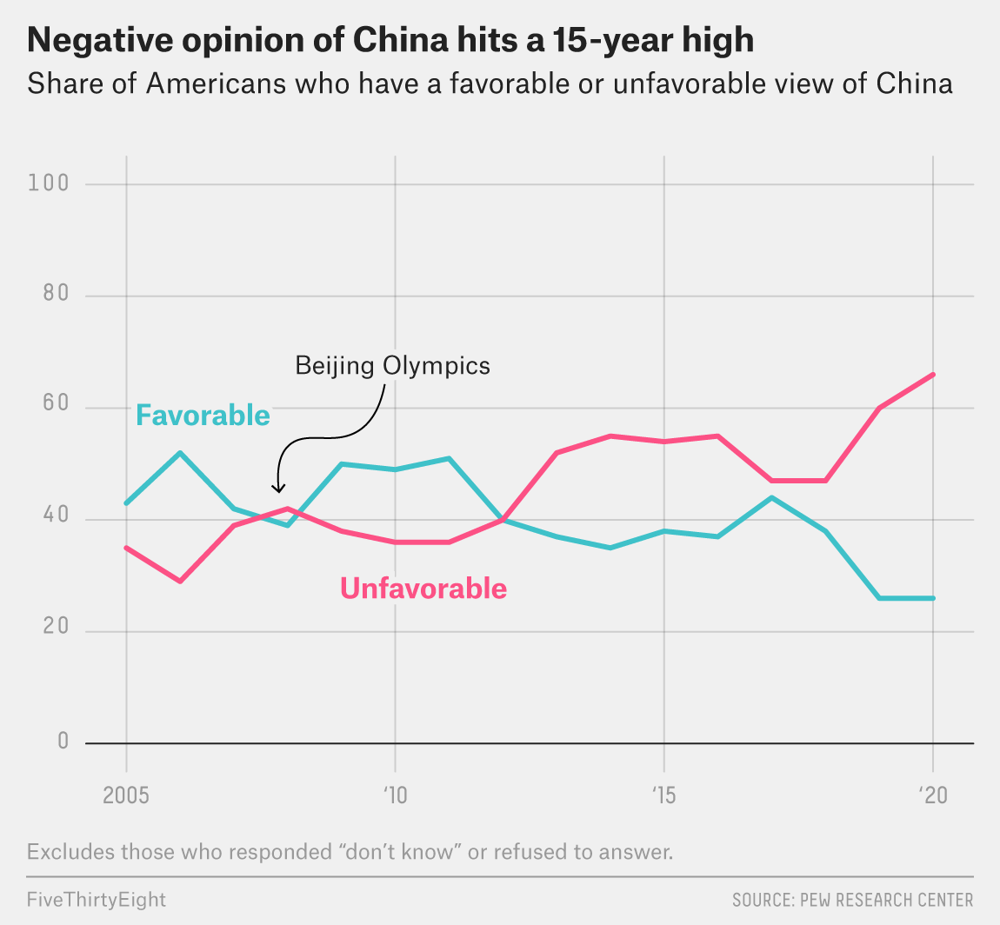 Negative opinion of China hits a 15-year high
Share of Americans who have a favorable or unfavorable view of China
100
80
Beijing Olympics
60
Favorable
40
Unfavorable
20
0
2005
‘10
‘15
‘20
Excludes those who responded “don’t know” or refused to answer.
FiveThirtyEight
SOURCE: PEW RESEARCH CENTER